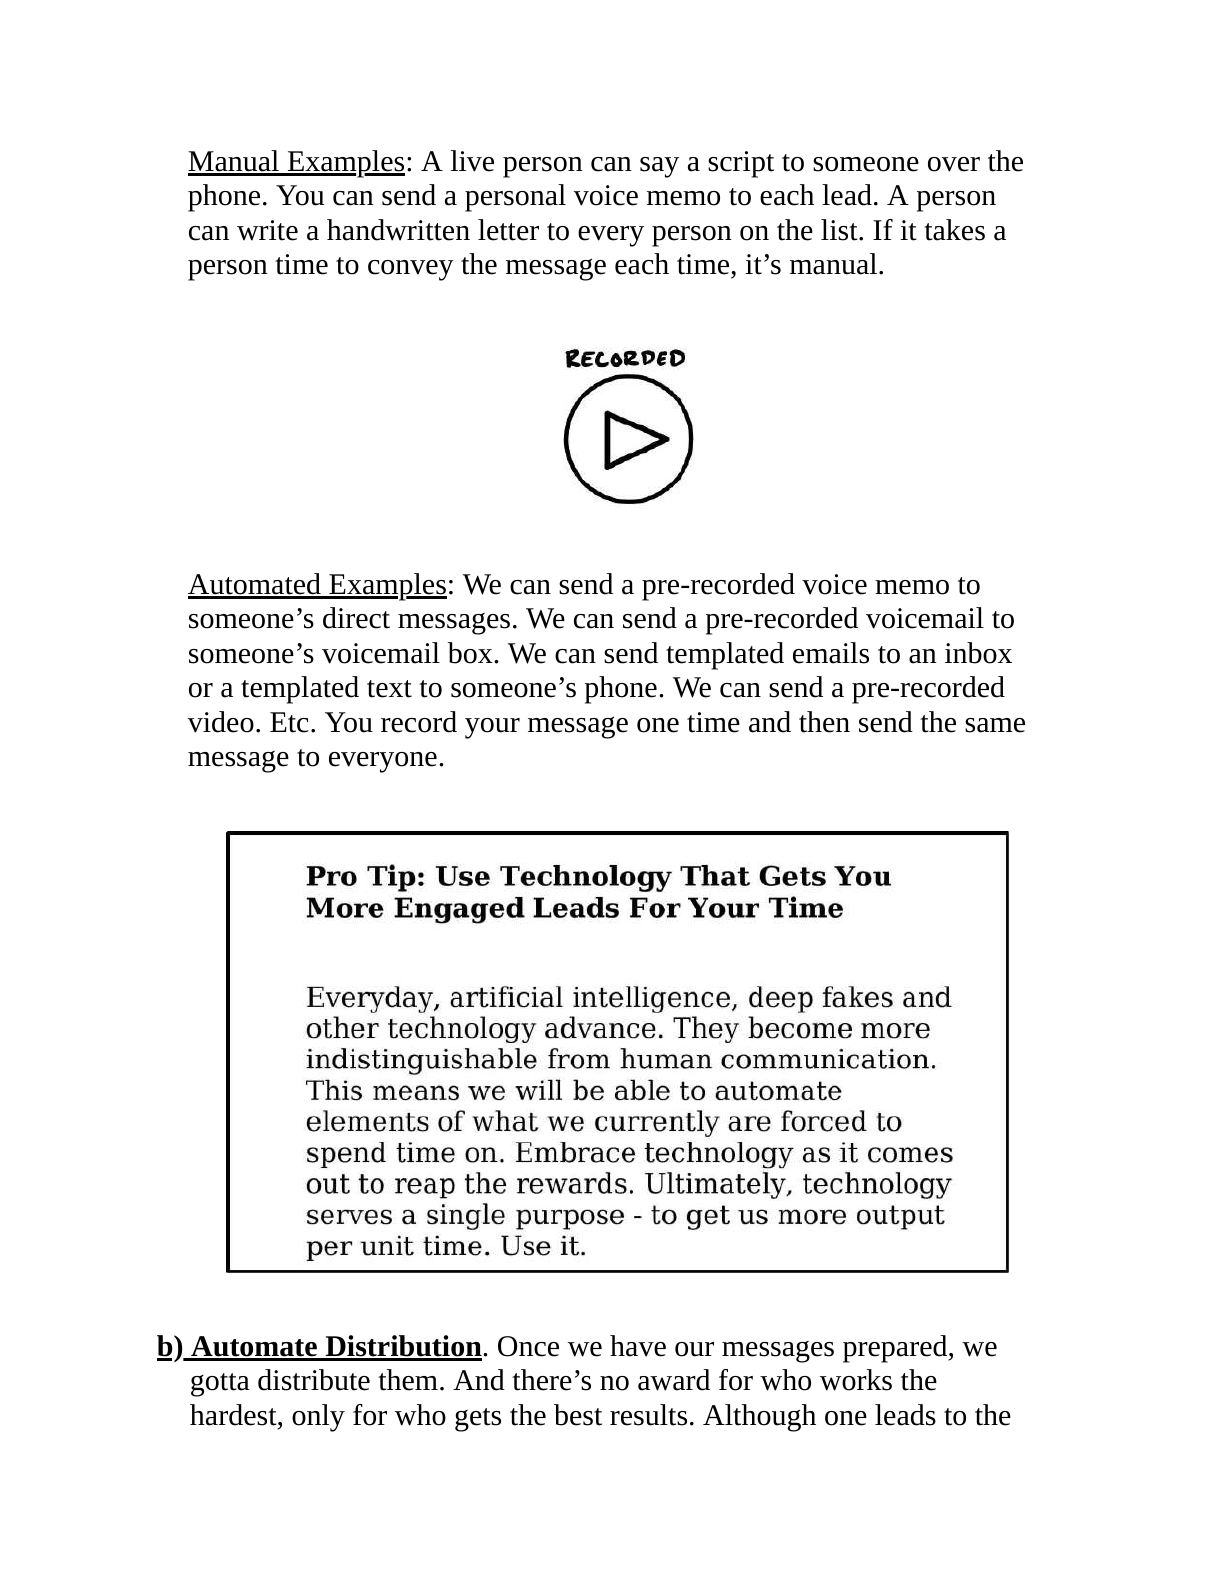 Manual Examples: A live person can say a script to someone over the
phone. You can send a personal voice memo to each lead. A person
can write a handwritten letter to every person on the list. If it takes a
person time to convey the message each time, it’s manual.
RECORDED
Automated Examples: We can send a pre-recorded voice memo to
someone’s direct messages. We can send a pre-recorded voicemail to
someone’s voicemail box. We can send templated emails to an inbox
or a templated text to someone’s phone. We can send a pre-recorded
video. Etc. You record your message one time and then send the same
message to everyone.
Pro Tip: Use Technology That Gets You
More Engaged Leads For Your Time
Everyday, artificial intelligence, deep fakes and
other technology advance. They become more
indistinguishable from human communication.
This means we will be able to automate
elements of what we currently are forced to
spend time on. Embrace technology as it comes
out to reap the rewards. Ultimately, technology
serves a single purpose - to get us more output
per unit time. Use it.
b) Automate Distribution. Once we have our messages prepared, we
gotta distribute them. And there’s no award for who works the
hardest, only for who gets the best results. Although one leads to the